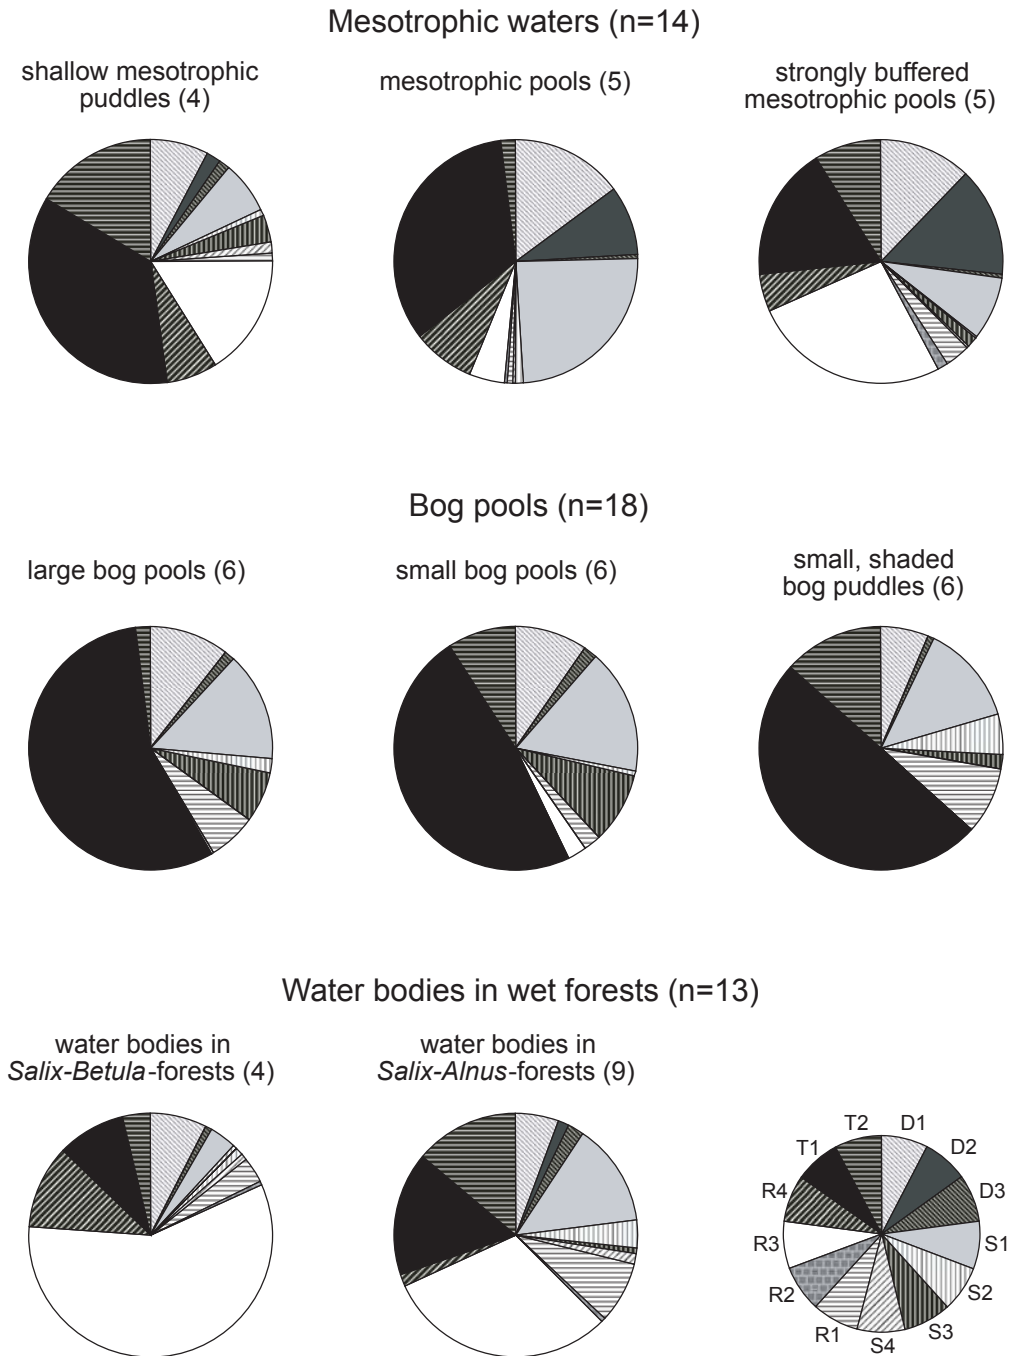 Mesotrophic waters (n=14)
shallow mesotrophic
puddles (4)
mesotrophic pools (5)
strongly buffered
mesotrophic pools (5)
Bog pools (n=18)
large bog pools (6)
small bog pools (6)
small, shaded
bog puddles (6)
Water bodies in wet forests (n=13)
water bodies in
Salix-Betula-forests (4)
water bodies in
Salix-Alnus-forests (9)
T2
D1
T1
D2
R4
D3
R3
S1
R2
S2
R1
S3
S4